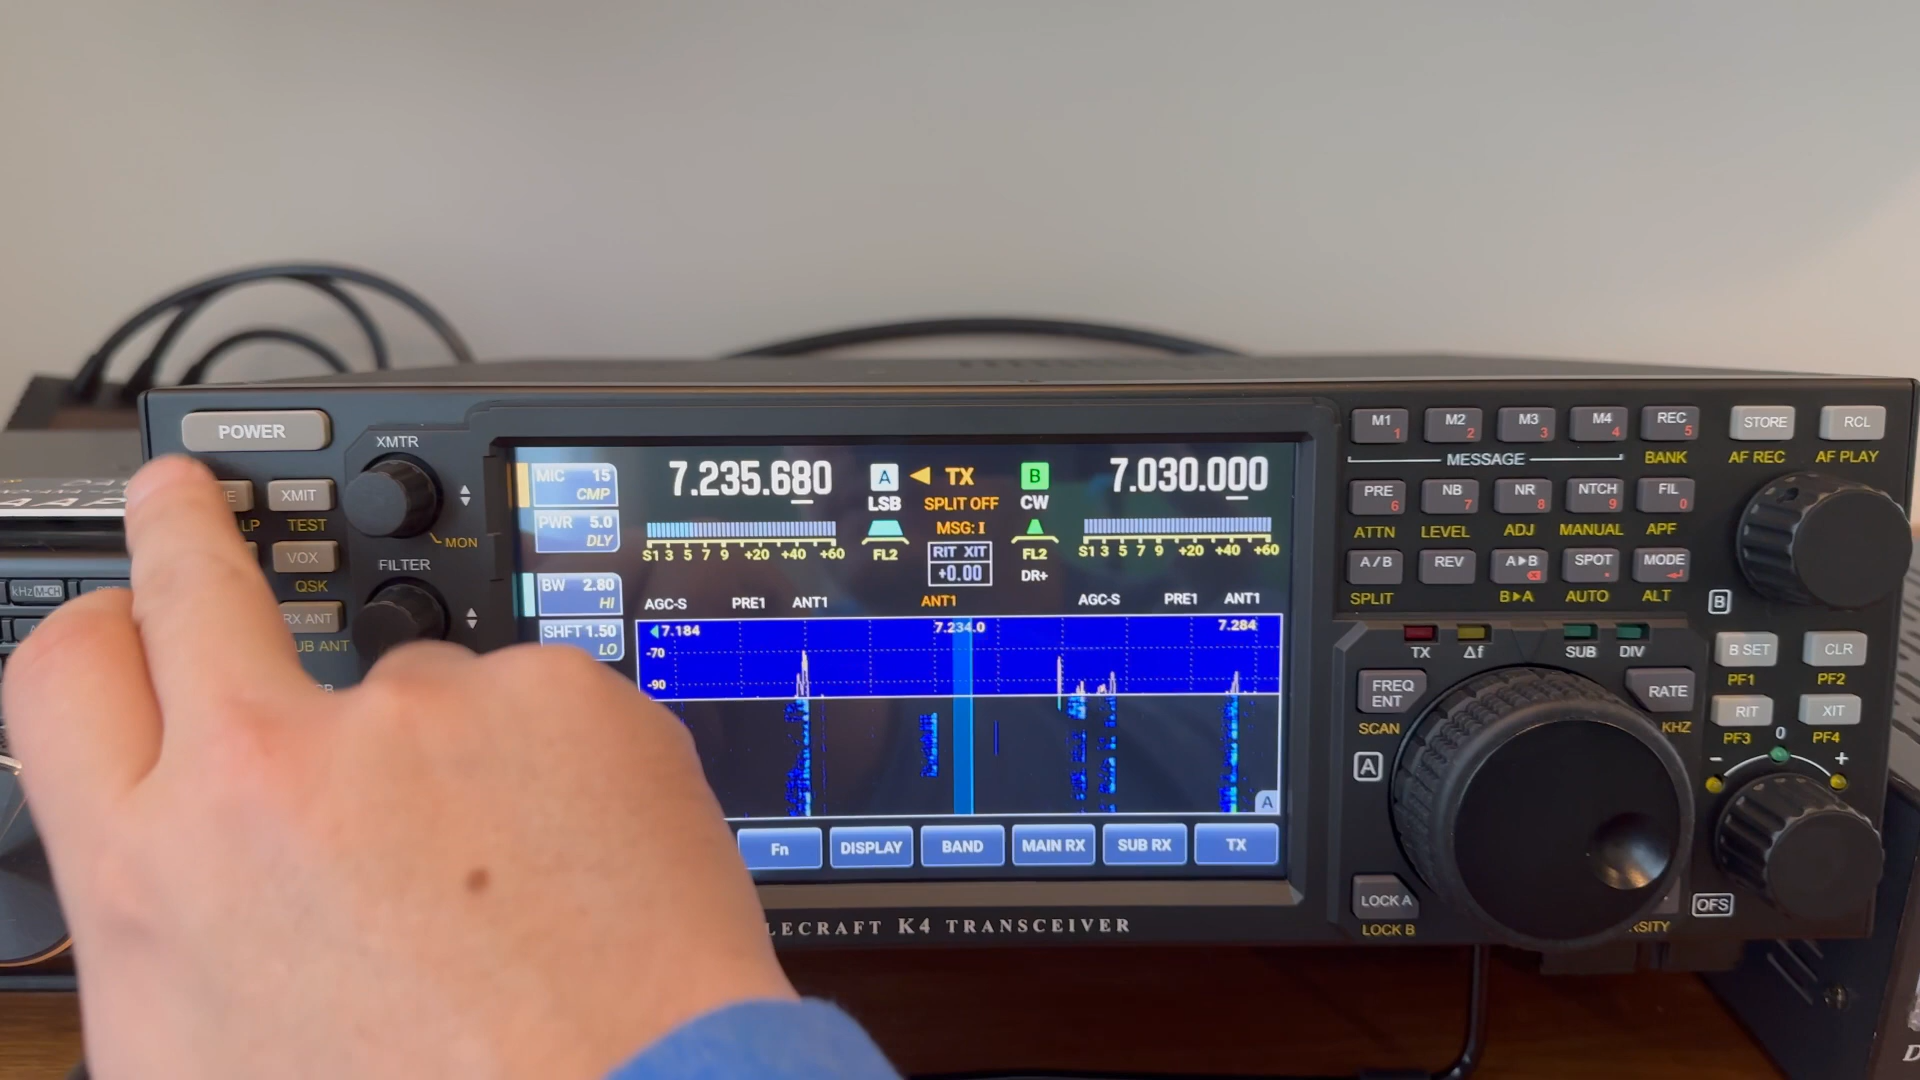 POWER
XMTR
XMIT
LP TEST
MON
VOX
QSK
FILTER
RX ANT
UB ANT
kHz M-CH
MIC 15
CMP
PWR 5.0
DLY
BW 2.80
HI
SHFT 1.50
LO
7.235.680
A
TX
B
7.030.000
LSB
SPLIT OFF
CW
MSG: I
S1 3 5 7 9 +20 +40 +60
FL2
RIT XIT
+0.00
FL2
DR+
S1 3 5 7 9 +20 +40 +60
AGC-S PRE1 ANT1
ANT1
AGC-S PRE1 ANT1
7.184
7.234.0
7.284
-70
-90
A
Fn
DISPLAY
BAND
MAIN RX
SUB RX
TX
LECRAFT K4 TRANSCEIVER
M1 1
M2 2
M3 3
M4 4
REC 5
STORE
RCL
MESSAGE
BANK
AF REC
AF PLAY
PRE 6
NB 7
NR 8
NTCH 9
FIL 0
ATTN
LEVEL
ADJ
MANUAL
APF
A/B
REV
A▸B
SPOT
MODE
SPLIT
B▸A
AUTO
ALT
B
TX
Δf
SUB
DIV
B SET
CLR
PF1
PF2
FREQ
ENT
RATE
SCAN
KHZ
RIT
XIT
PF3
0
PF4
A
-
+
LOCK A
LOCK B
RSITY
OFS